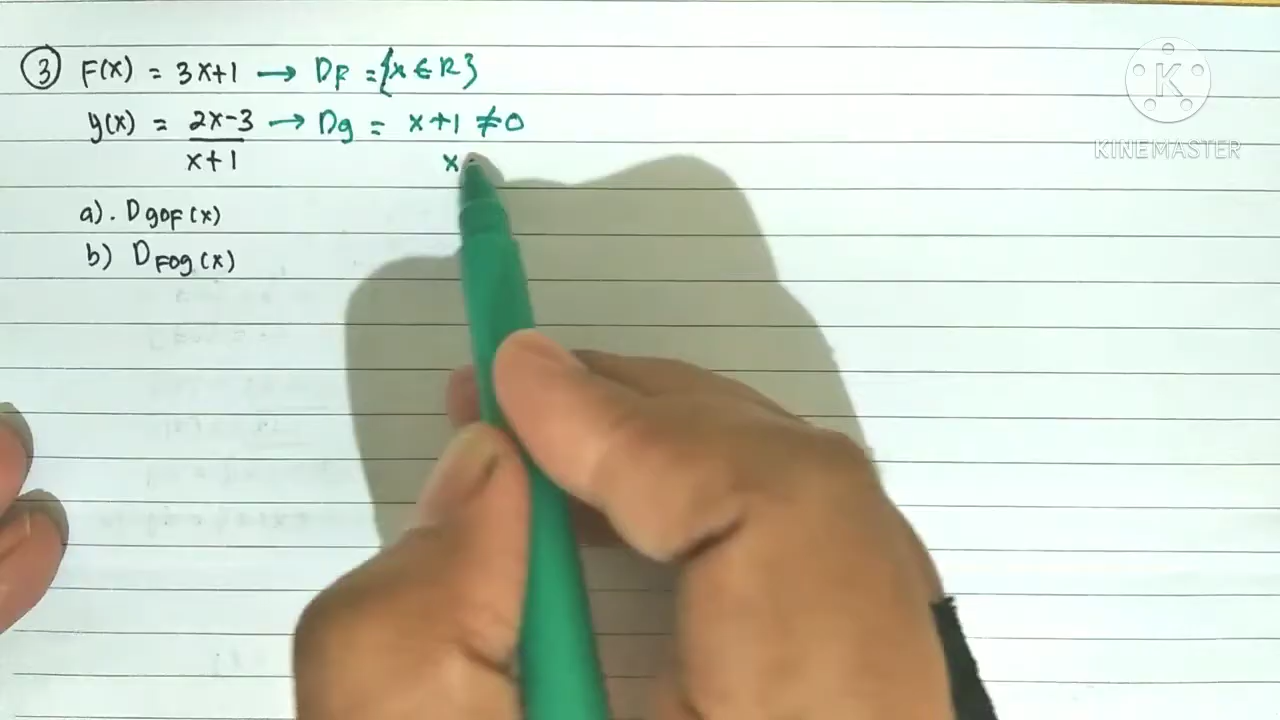 ③ F(x) = 3x+1 → DF = {x ∈ R}
y(x) = 2x-3 → Dg = x+1 ≠ 0
x+1 x
a). DgoF(x)
b) DFog(x)
K
KINEMASTER